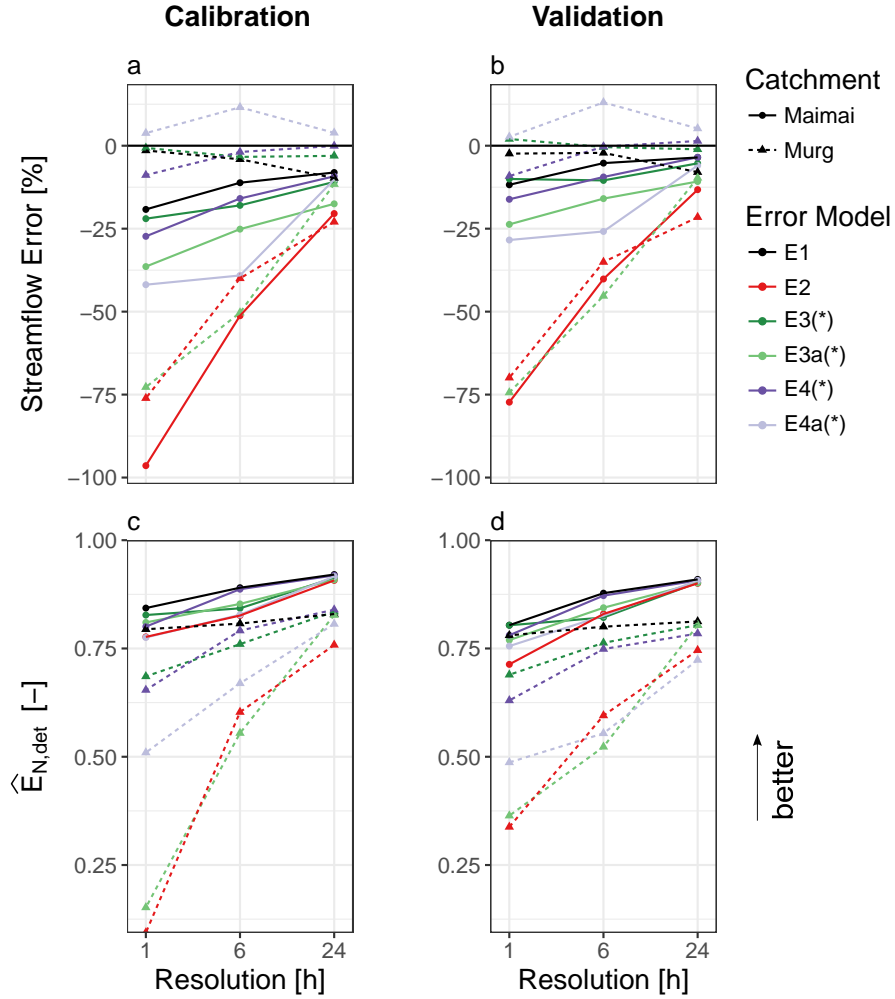 Calibration
Validation
a
b
Streamflow Error [%]
0
−25
−50
−75
−100
0
−25
−50
−75
−100
Catchment
Maimai
Murg
Error Model
E1
E2
E3(*)
E3a(*)
E4(*)
E4a(*)
c
d
Ê_N,det [−]
1.00
0.75
0.50
0.25
1.00
0.75
0.50
0.25
better
1 6 24
1 6 24
Resolution [h]
Resolution [h]